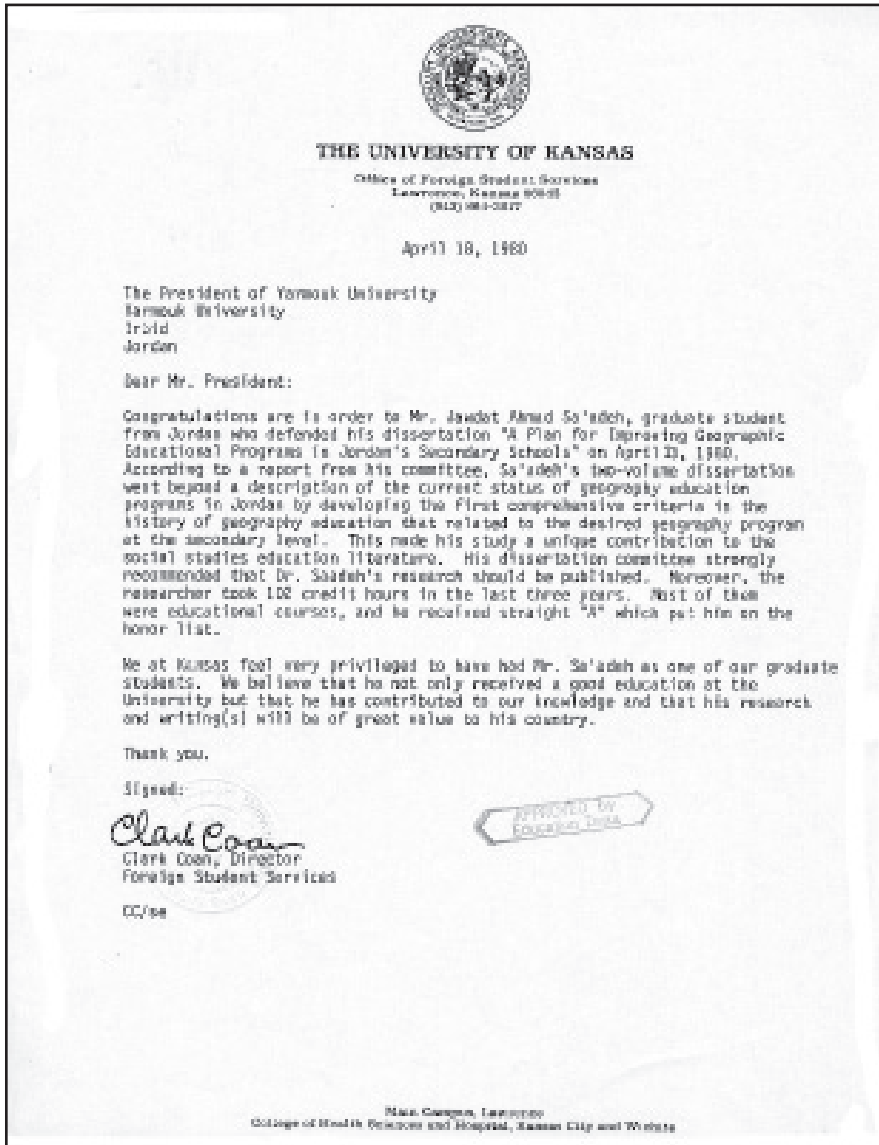 THE UNIVERSITY OF KANSAS
Office of Foreign Student Services
Lawrence, Kansas
April 18, 1980
The President of Yarmouk University
Yarmouk University
Irbid
Jordan
Dear Mr. President:
Congratulations are in order to Mr. Jawdat Ahmad Sa'adeh, graduate student
from Jordan who defended his dissertation "A Plan for Improving Geographic
Educational Programs in Jordan's Secondary Schools" on April , 1980.
According to a report from his committee, Sa'adeh's two-volume dissertation
went beyond a description of the current status of geography education
programs in Jordan by developing the first comprehensive criteria in the
history of geography education that related to the desired geography program
at the secondary level. This made his study a unique contribution to the
social studies education literature. His dissertation committee strongly
recommended that Dr. Saadeh's research should be published. Moreover, the
researcher took 102 credit hours in the last three years. Most of them
were educational courses, and he received straight "A" which put him on the
honor list.
We at Kansas feel very privileged to have had Mr. Sa'adeh as one of our graduate
students. We believe that he not only received a good education at the
University but that he has contributed to our knowledge and that his research
and writing(s) will be of great value to his country.
Thank you.
Signed:
Clark Coan
Clark Coan, Director
Foreign Student Services
APPROVED by
Education Dept.
CC/se
Main Campus, Lawrence
College of Health Sciences and Hospital, Kansas City and Wichita